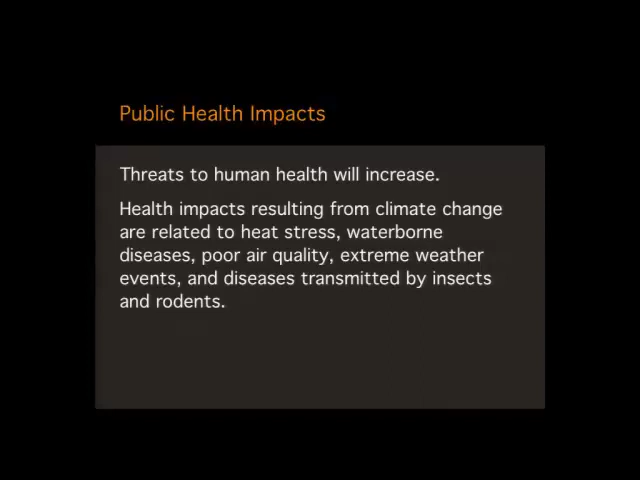 Public Health Impacts
Threats to human health will increase.
Health impacts resulting from climate change
are related to heat stress, waterborne
diseases, poor air quality, extreme weather
events, and diseases transmitted by insects
and rodents.